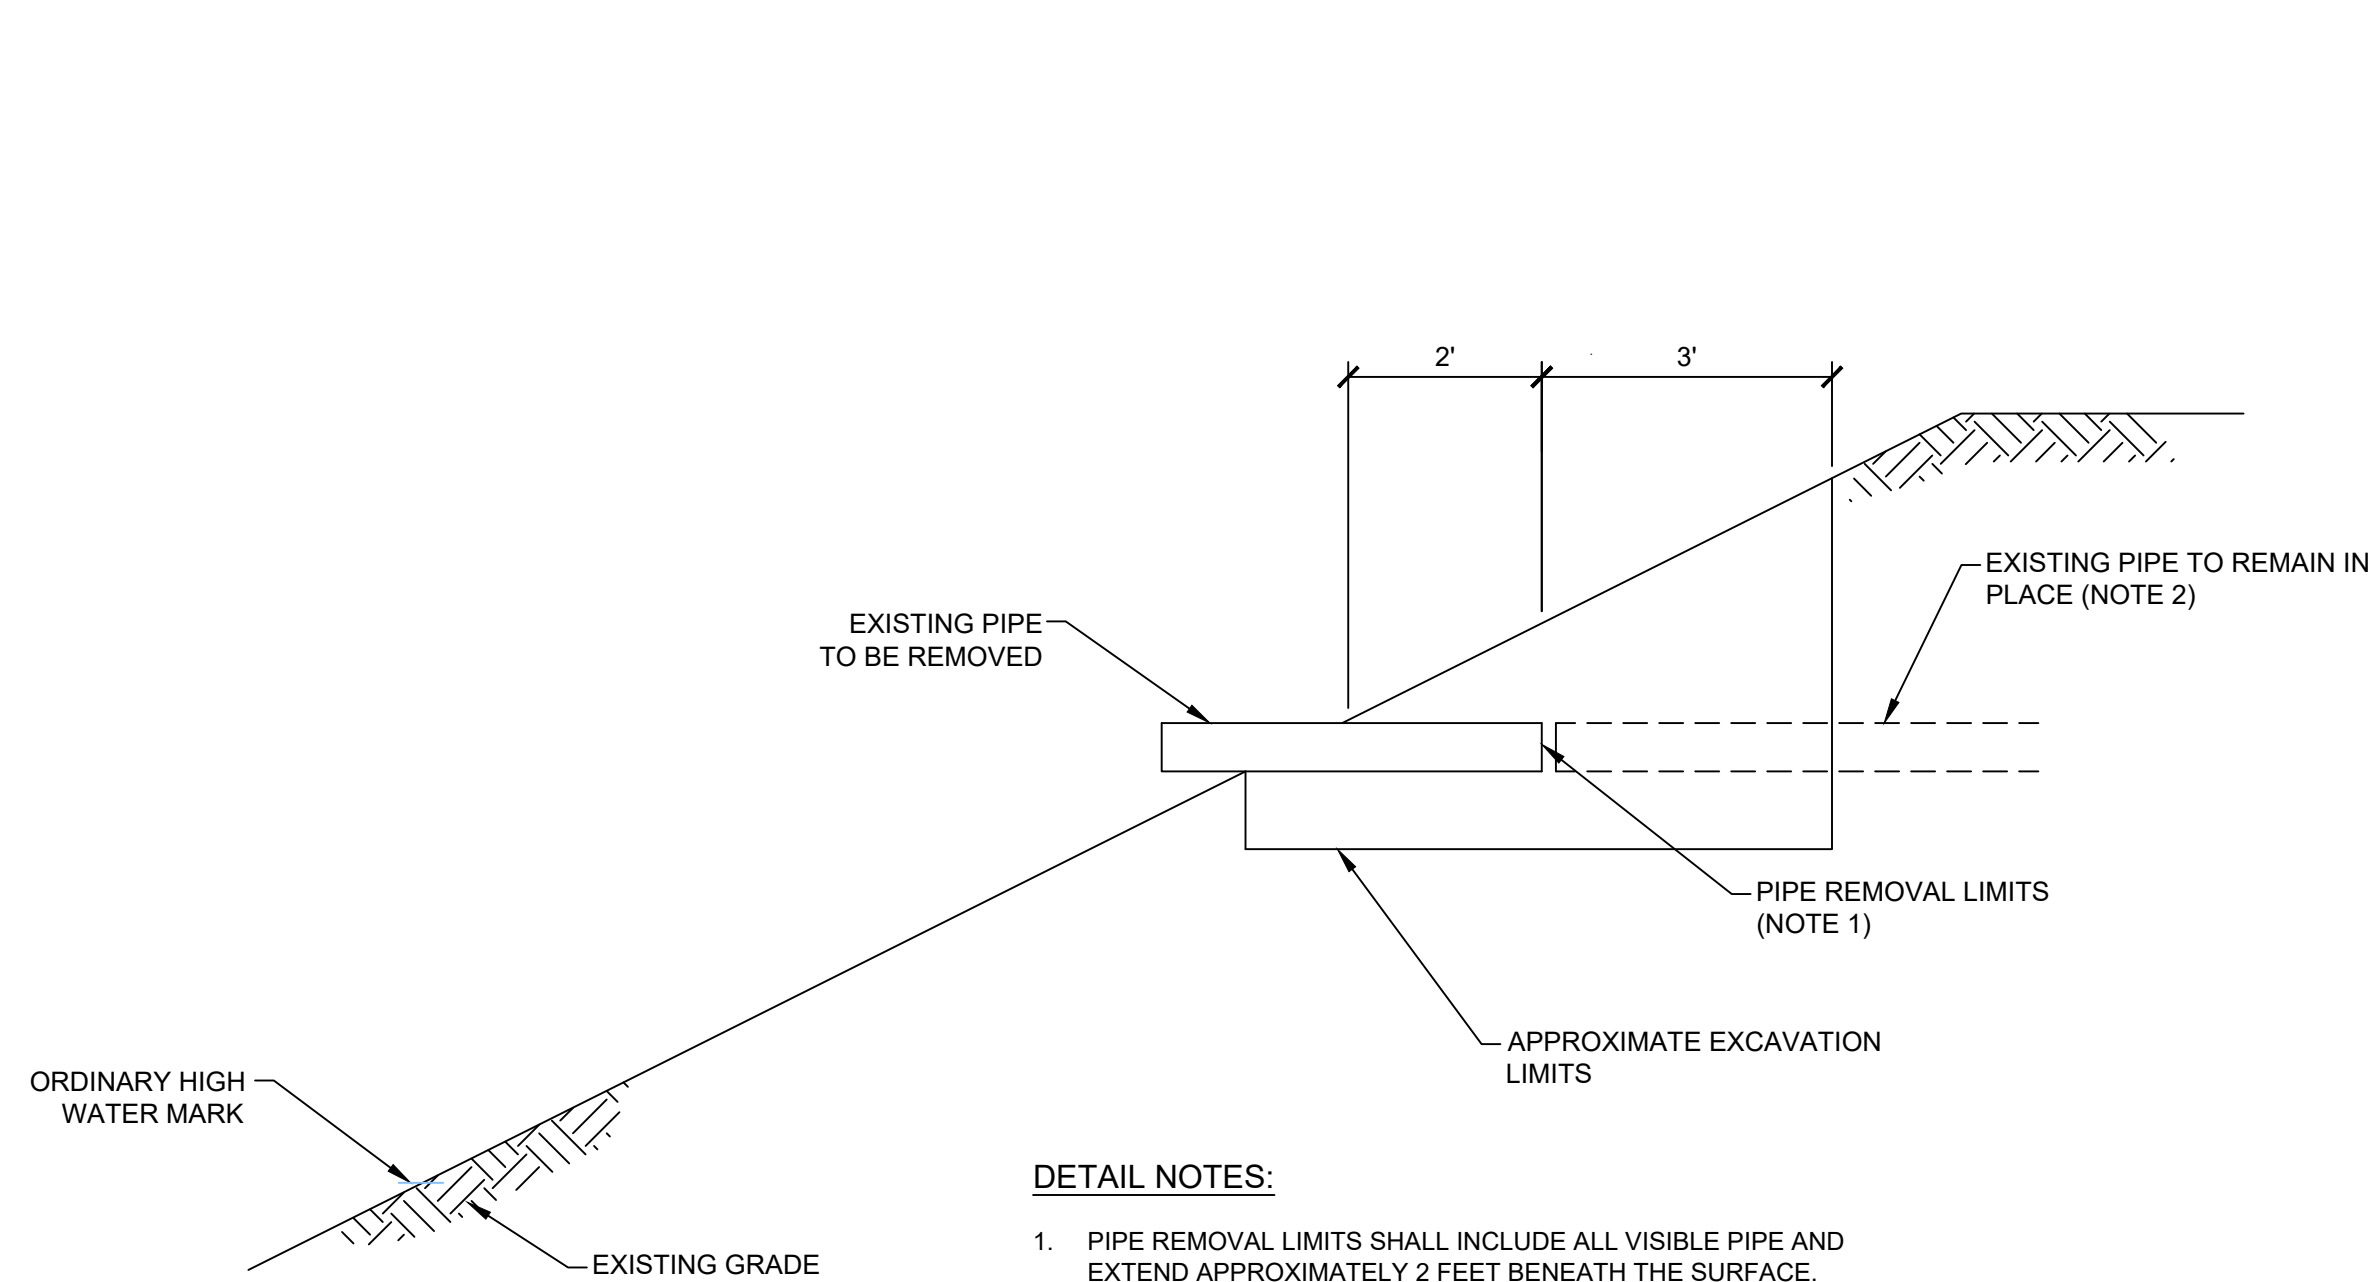 2'
3'
EXISTING PIPE TO REMAIN IN
PLACE (NOTE 2)
EXISTING PIPE
TO BE REMOVED
PIPE REMOVAL LIMITS
(NOTE 1)
APPROXIMATE EXCAVATION
LIMITS
ORDINARY HIGH
WATER MARK
EXISTING GRADE
DETAIL NOTES:
1. PIPE REMOVAL LIMITS SHALL INCLUDE ALL VISIBLE PIPE AND
EXTEND APPROXIMATELY 2 FEET BENEATH THE SURFACE.